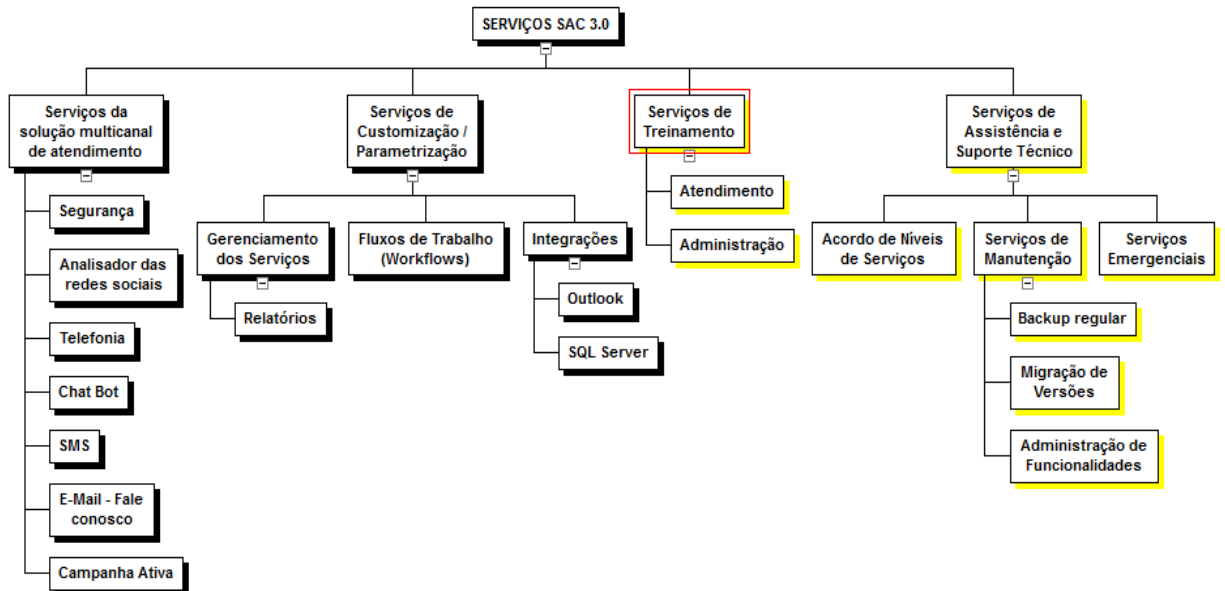 SERVIÇOS SAC 3.0
Serviços da
solução multicanal
de atendimento
Serviços de
Customização /
Parametrização
Serviços de
Treinamento
Serviços de
Assistência e
Suporte Técnico
Segurança
Analisador das
redes sociais
Telefonia
Chat Bot
SMS
E-Mail - Fale
conosco
Campanha Ativa
Gerenciamento
dos Serviços
Relatórios
Fluxos de Trabalho
(Workflows)
Integrações
Outlook
SQL Server
Atendimento
Administração
Acordo de Níveis
de Serviços
Serviços de
Manutenção
Backup regular
Migração de
Versões
Administração de
Funcionalidades
Serviços
Emergenciais